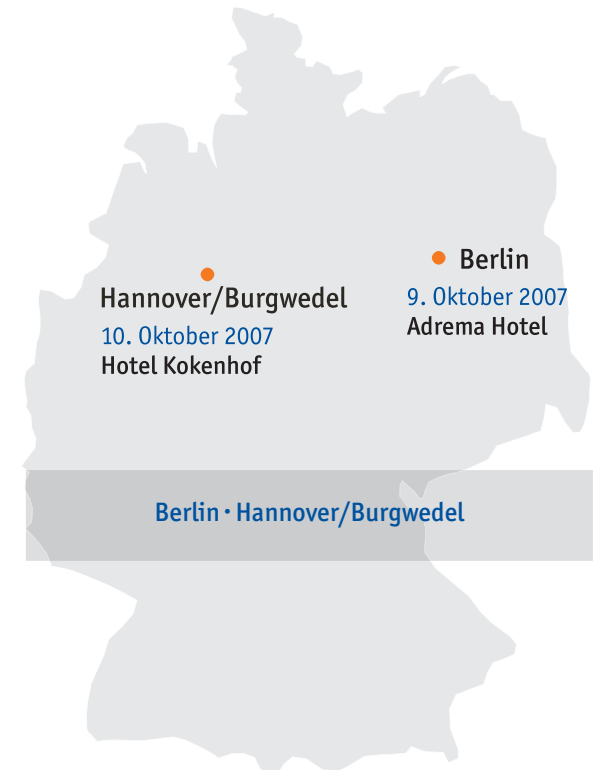 Berlin
9. Oktober 2007
Adrema Hotel
Hannover/Burgwedel
10. Oktober 2007
Hotel Kokenhof
Berlin · Hannover/Burgwedel